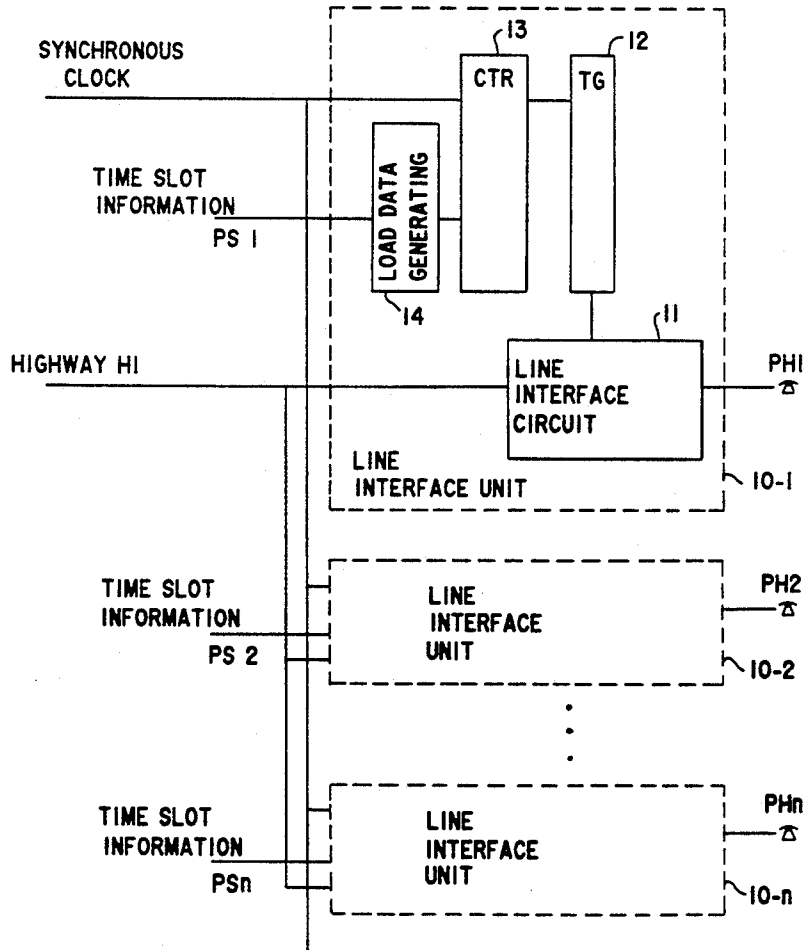 13
12
SYNCHRONOUS
CLOCK
CTR
TG
TIME SLOT
INFORMATION
PS 1
LOAD DATA
GENERATING
14
11
HIGHWAY H1
LINE
INTERFACE
CIRCUIT
PH1
LINE
INTERFACE UNIT
10-1
TIME SLOT
INFORMATION
PS 2
LINE
INTERFACE
UNIT
PH2
10-2
TIME SLOT
INFORMATION
PSn
LINE
INTERFACE
UNIT
PHn
10-n